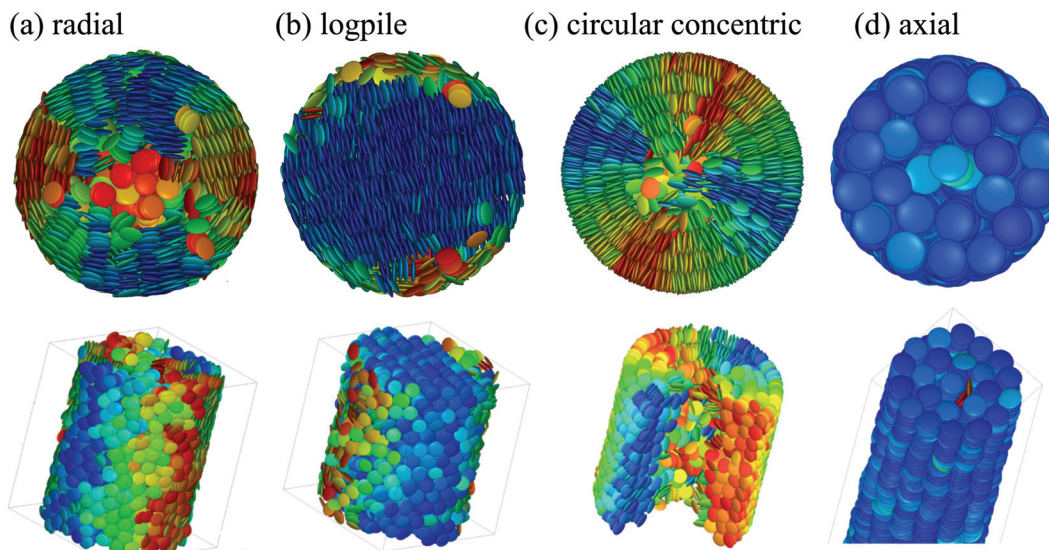 (a) radial
(b) logpile
(c) circular concentric
(d) axial